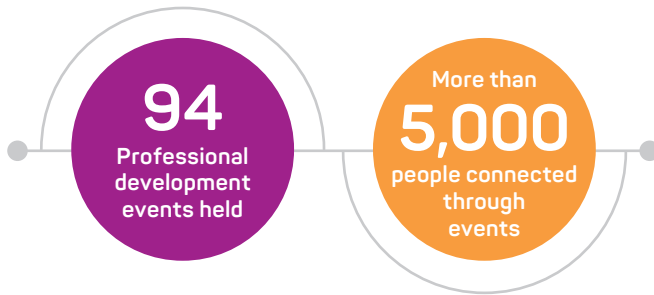 94
Professional
development
events held
More than
5,000
people connected
through
events